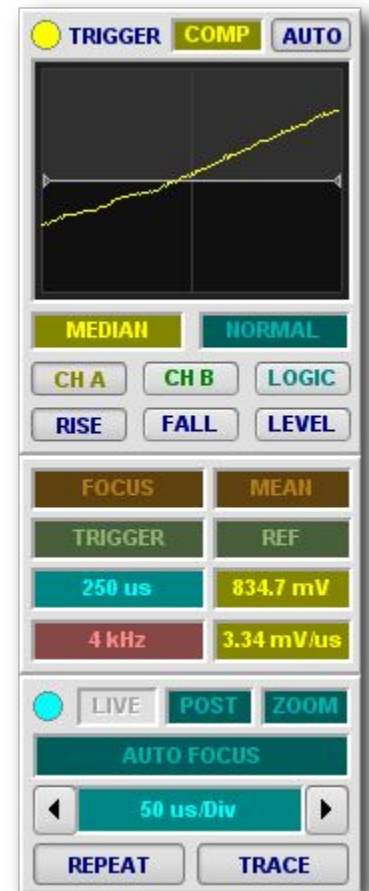 TRIGGER COMP AUTO
MEDIAN NORMAL
CH A CH B LOGIC
RISE FALL LEVEL
FOCUS MEAN
TRIGGER REF
250 us 834.7 mV
4 kHz 3.34 mV/us
LIVE POST ZOOM
AUTO FOCUS
50 us/Div
REPEAT TRACE